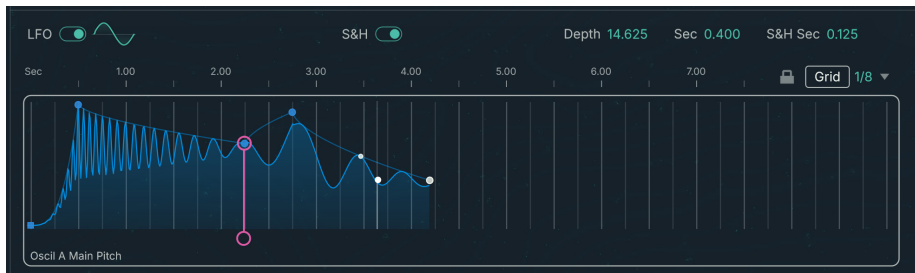 LFO S&H Depth 14.625 Sec 0.400 S&H Sec 0.125
Sec 1.00 2.00 3.00 4.00 5.00 6.00 7.00 Grid 1/8
Oscil A Main Pitch